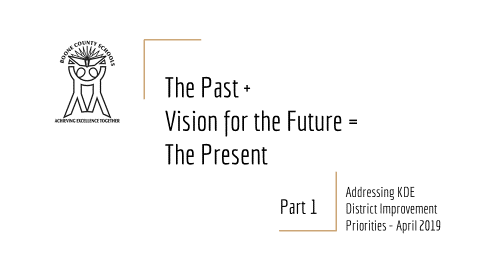 BOONE COUNTY SCHOOLS
ACHIEVING EXCELLENCE TOGETHER
The Past +
Vision for the Future =
The Present
Part 1
Addressing KDE
District Improvement
Priorities - April 2019